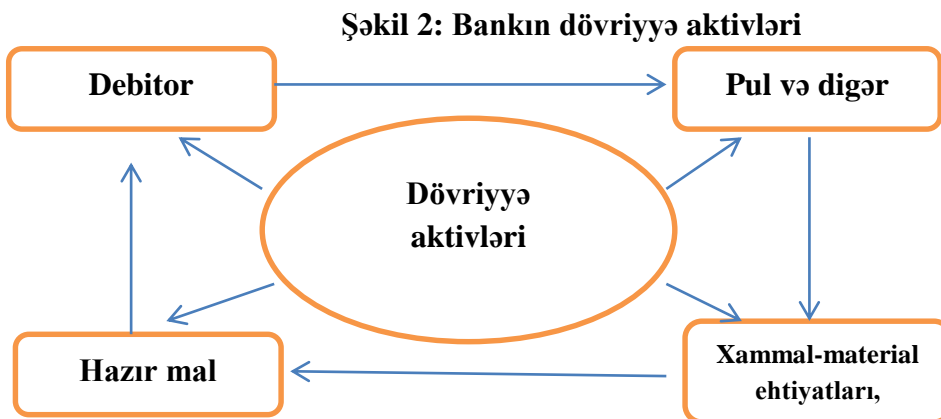 Şəkil 2: Bankın dövriyyə aktivləri
Debitor
Pul və digər
Dövriyyə
aktivləri
Hazır mal
Xammal-material
ehtiyatları,